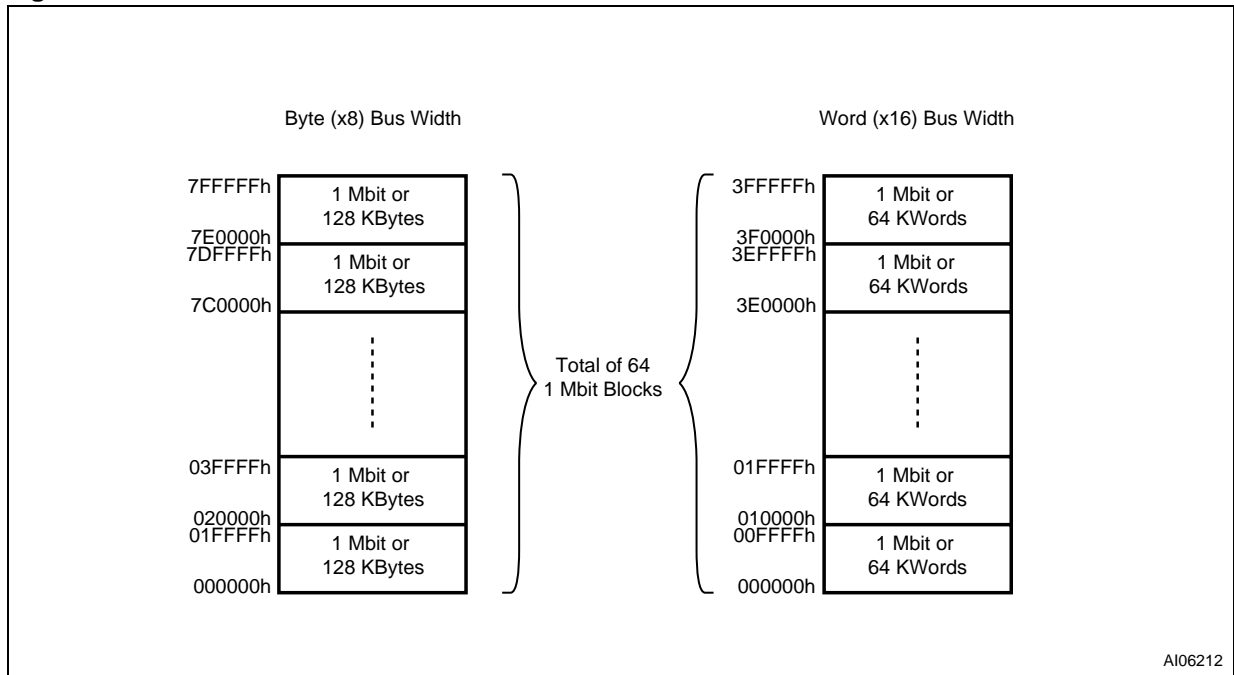 Byte (x8) Bus Width
7FFFFFh
1 Mbit or
128 KBytes
7E0000h
7DFFFFh
1 Mbit or
128 KBytes
7C0000h
03FFFFh
1 Mbit or
128 KBytes
020000h
01FFFFh
1 Mbit or
128 KBytes
000000h
Total of 64
1 Mbit Blocks
Word (x16) Bus Width
3FFFFFh
1 Mbit or
64 KWords
3F0000h
3EFFFFh
1 Mbit or
64 KWords
3E0000h
01FFFFh
1 Mbit or
64 KWords
010000h
00FFFFh
1 Mbit or
64 KWords
000000h
AI06212